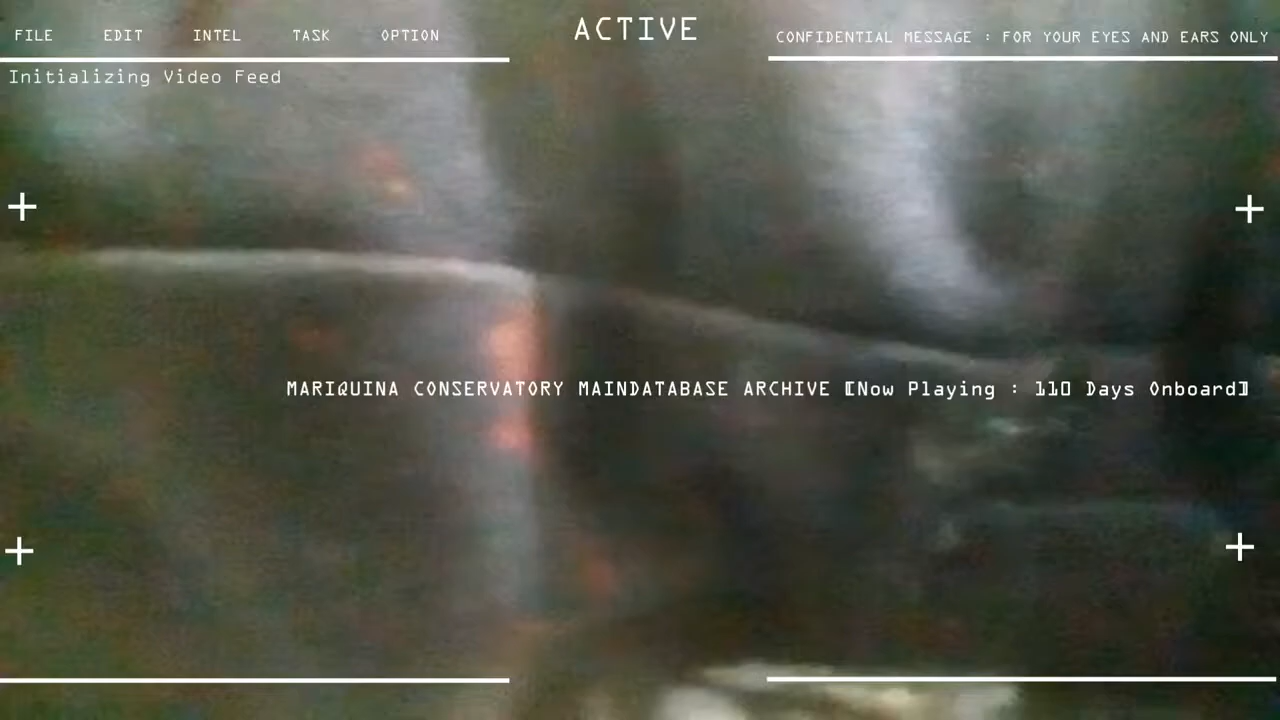 FILE EDIT INTEL TASK OPTION
ACTIVE
CONFIDENTIAL MESSAGE : FOR YOUR EYES AND EARS ONLY
Initializing Video Feed
MARIQUINA CONSERVATORY MAINDATABASE ARCHIVE [Now Playing : 110 Days Onboard]